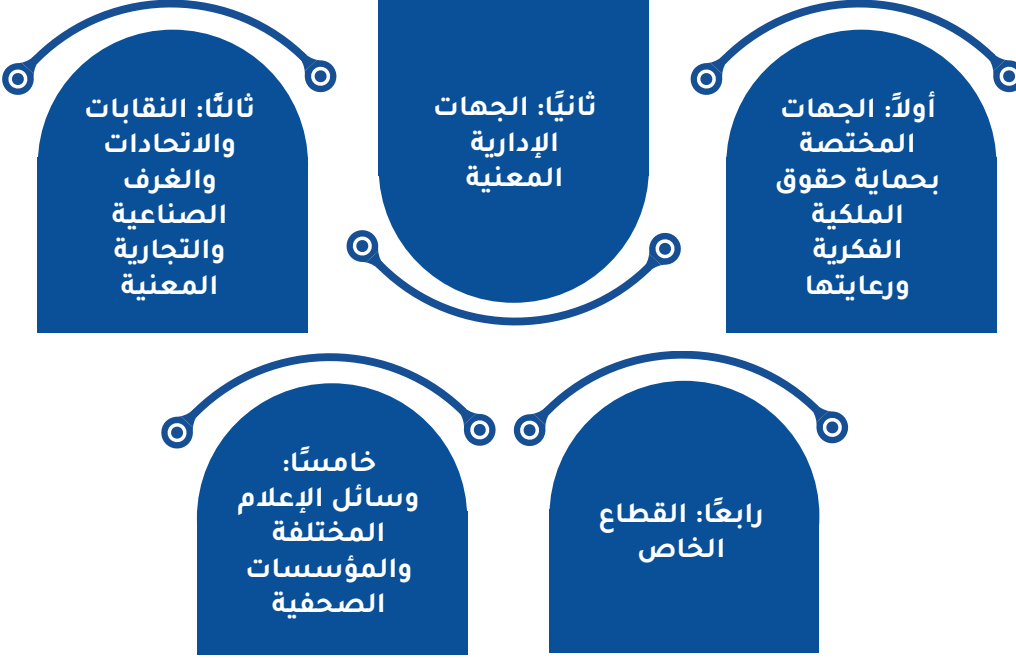 أولاً: الجهات
المختصة
بحماية حقوق
الملكية
الفكرية
ورعايتها
ثانيًا: الجهات
الإدارية
المعنية
ثالثًا: النقابات
والاتحادات
والغرف
الصناعية
والتجارية
المعنية
رابعًا: القطاع
الخاص
خامسًا:
وسائل الإعلام
المختلفة
والمؤسسات
الصحفية